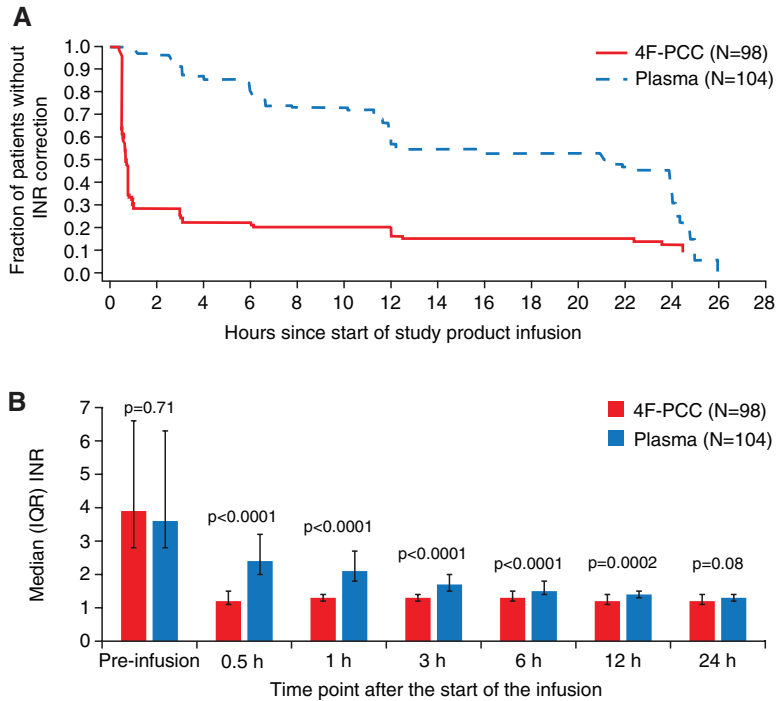 A
Fraction of patients without
INR correction
1.0
0.9
0.8
0.7
0.6
0.5
0.4
0.3
0.2
0.1
0.0
4F-PCC (N=98)
Plasma (N=104)
0 2 4 6 8 10 12 14 16 18 20 22 24 26 28
Hours since start of study product infusion
B
Median (IQR) INR
7
6
5
4
3
2
1
0
4F-PCC (N=98)
Plasma (N=104)
p=0.71
p<0.0001
p<0.0001
p<0.0001
p<0.0001
p=0.0002
p=0.08
Pre-infusion 0.5 h 1 h 3 h 6 h 12 h 24 h
Time point after the start of the infusion